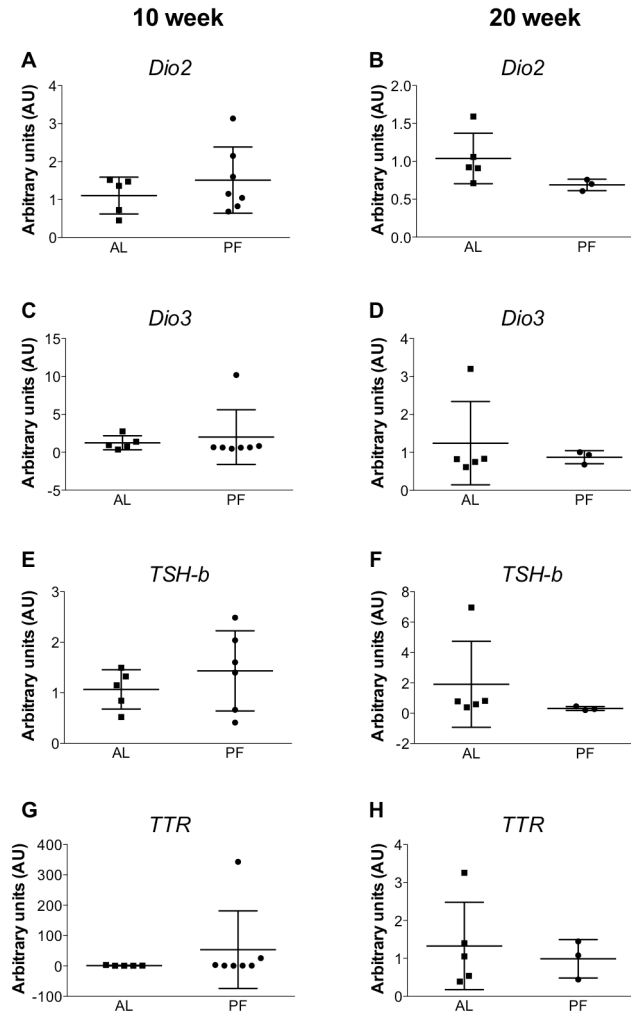 10 week 20 week
A Dio2 B Dio2
Arbitrary units (AU) 4 3 2 1 0 AL PF
Arbitrary units (AU) 2.0 1.5 1.0 0.5 0.0 AL PF
C Dio3 D Dio3
Arbitrary units (AU) 15 10 5 0 -5 AL PF
Arbitrary units (AU) 4 3 2 1 0 AL PF
E TSH-b F TSH-b
Arbitrary units (AU) 3 2 1 0 AL PF
Arbitrary units (AU) 8 6 4 2 0 -2 AL PF
G TTR H TTR
Arbitrary units (AU) 400 300 200 100 0 -100 AL PF
Arbitrary units (AU) 4 3 2 1 0 AL PF